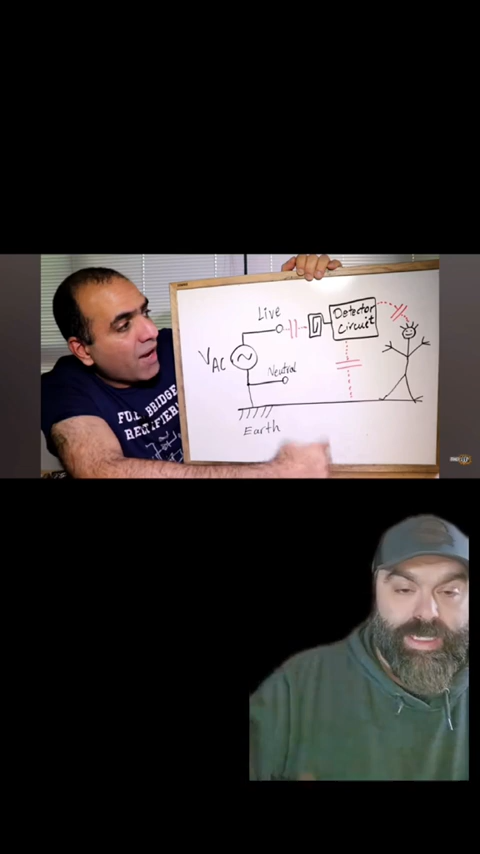 Live
Detector
Circuit
VAC
Neutral
Earth
FULL BRIDGE
RECTIFIER